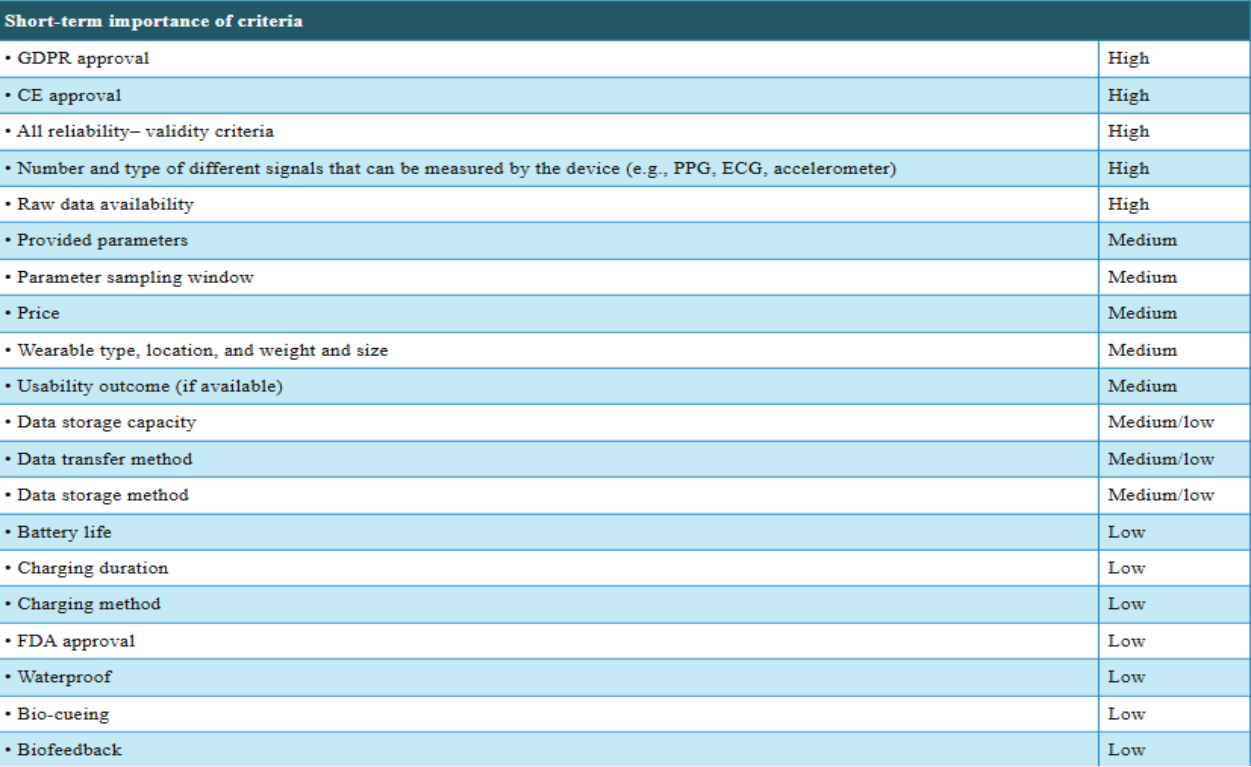 Short-term importance of criteria
• GDPR approval High
• CE approval High
• All reliability– validity criteria High
• Number and type of different signals that can be measured by the device (e.g., PPG, ECG, accelerometer) High
• Raw data availability High
• Provided parameters Medium
• Parameter sampling window Medium
• Price Medium
• Wearable type, location, and weight and size Medium
• Usability outcome (if available) Medium
• Data storage capacity Medium/low
• Data transfer method Medium/low
• Data storage method Medium/low
• Battery life Low
• Charging duration Low
• Charging method Low
• FDA approval Low
• Waterproof Low
• Bio-cueing Low
• Biofeedback Low